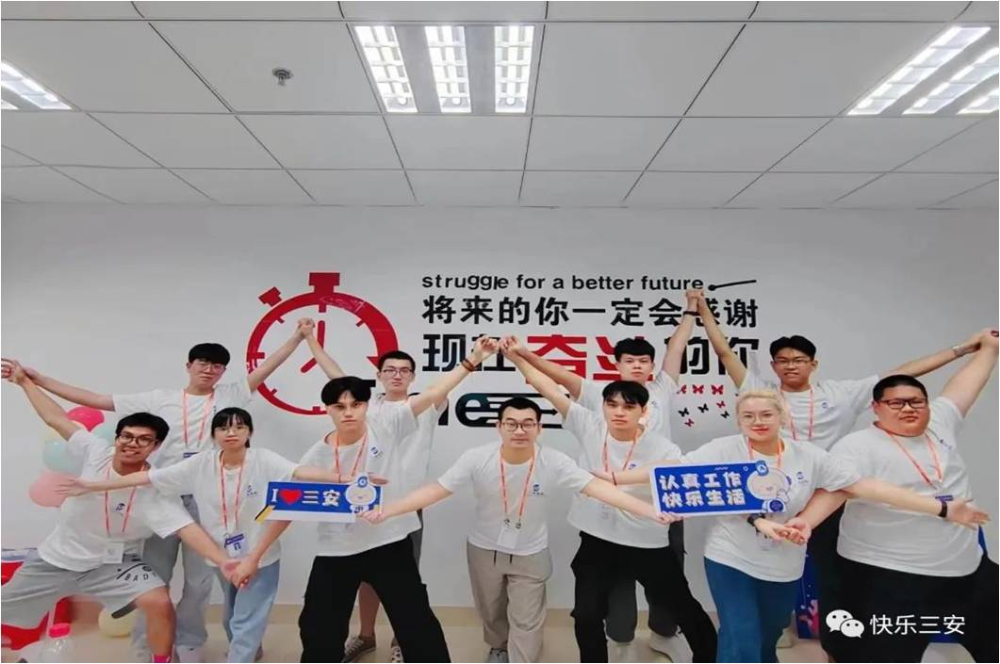 struggle for a better future
将来的你一定会感谢
现在奋斗的你
I❤三安
认真工作
快乐生活
快乐三安